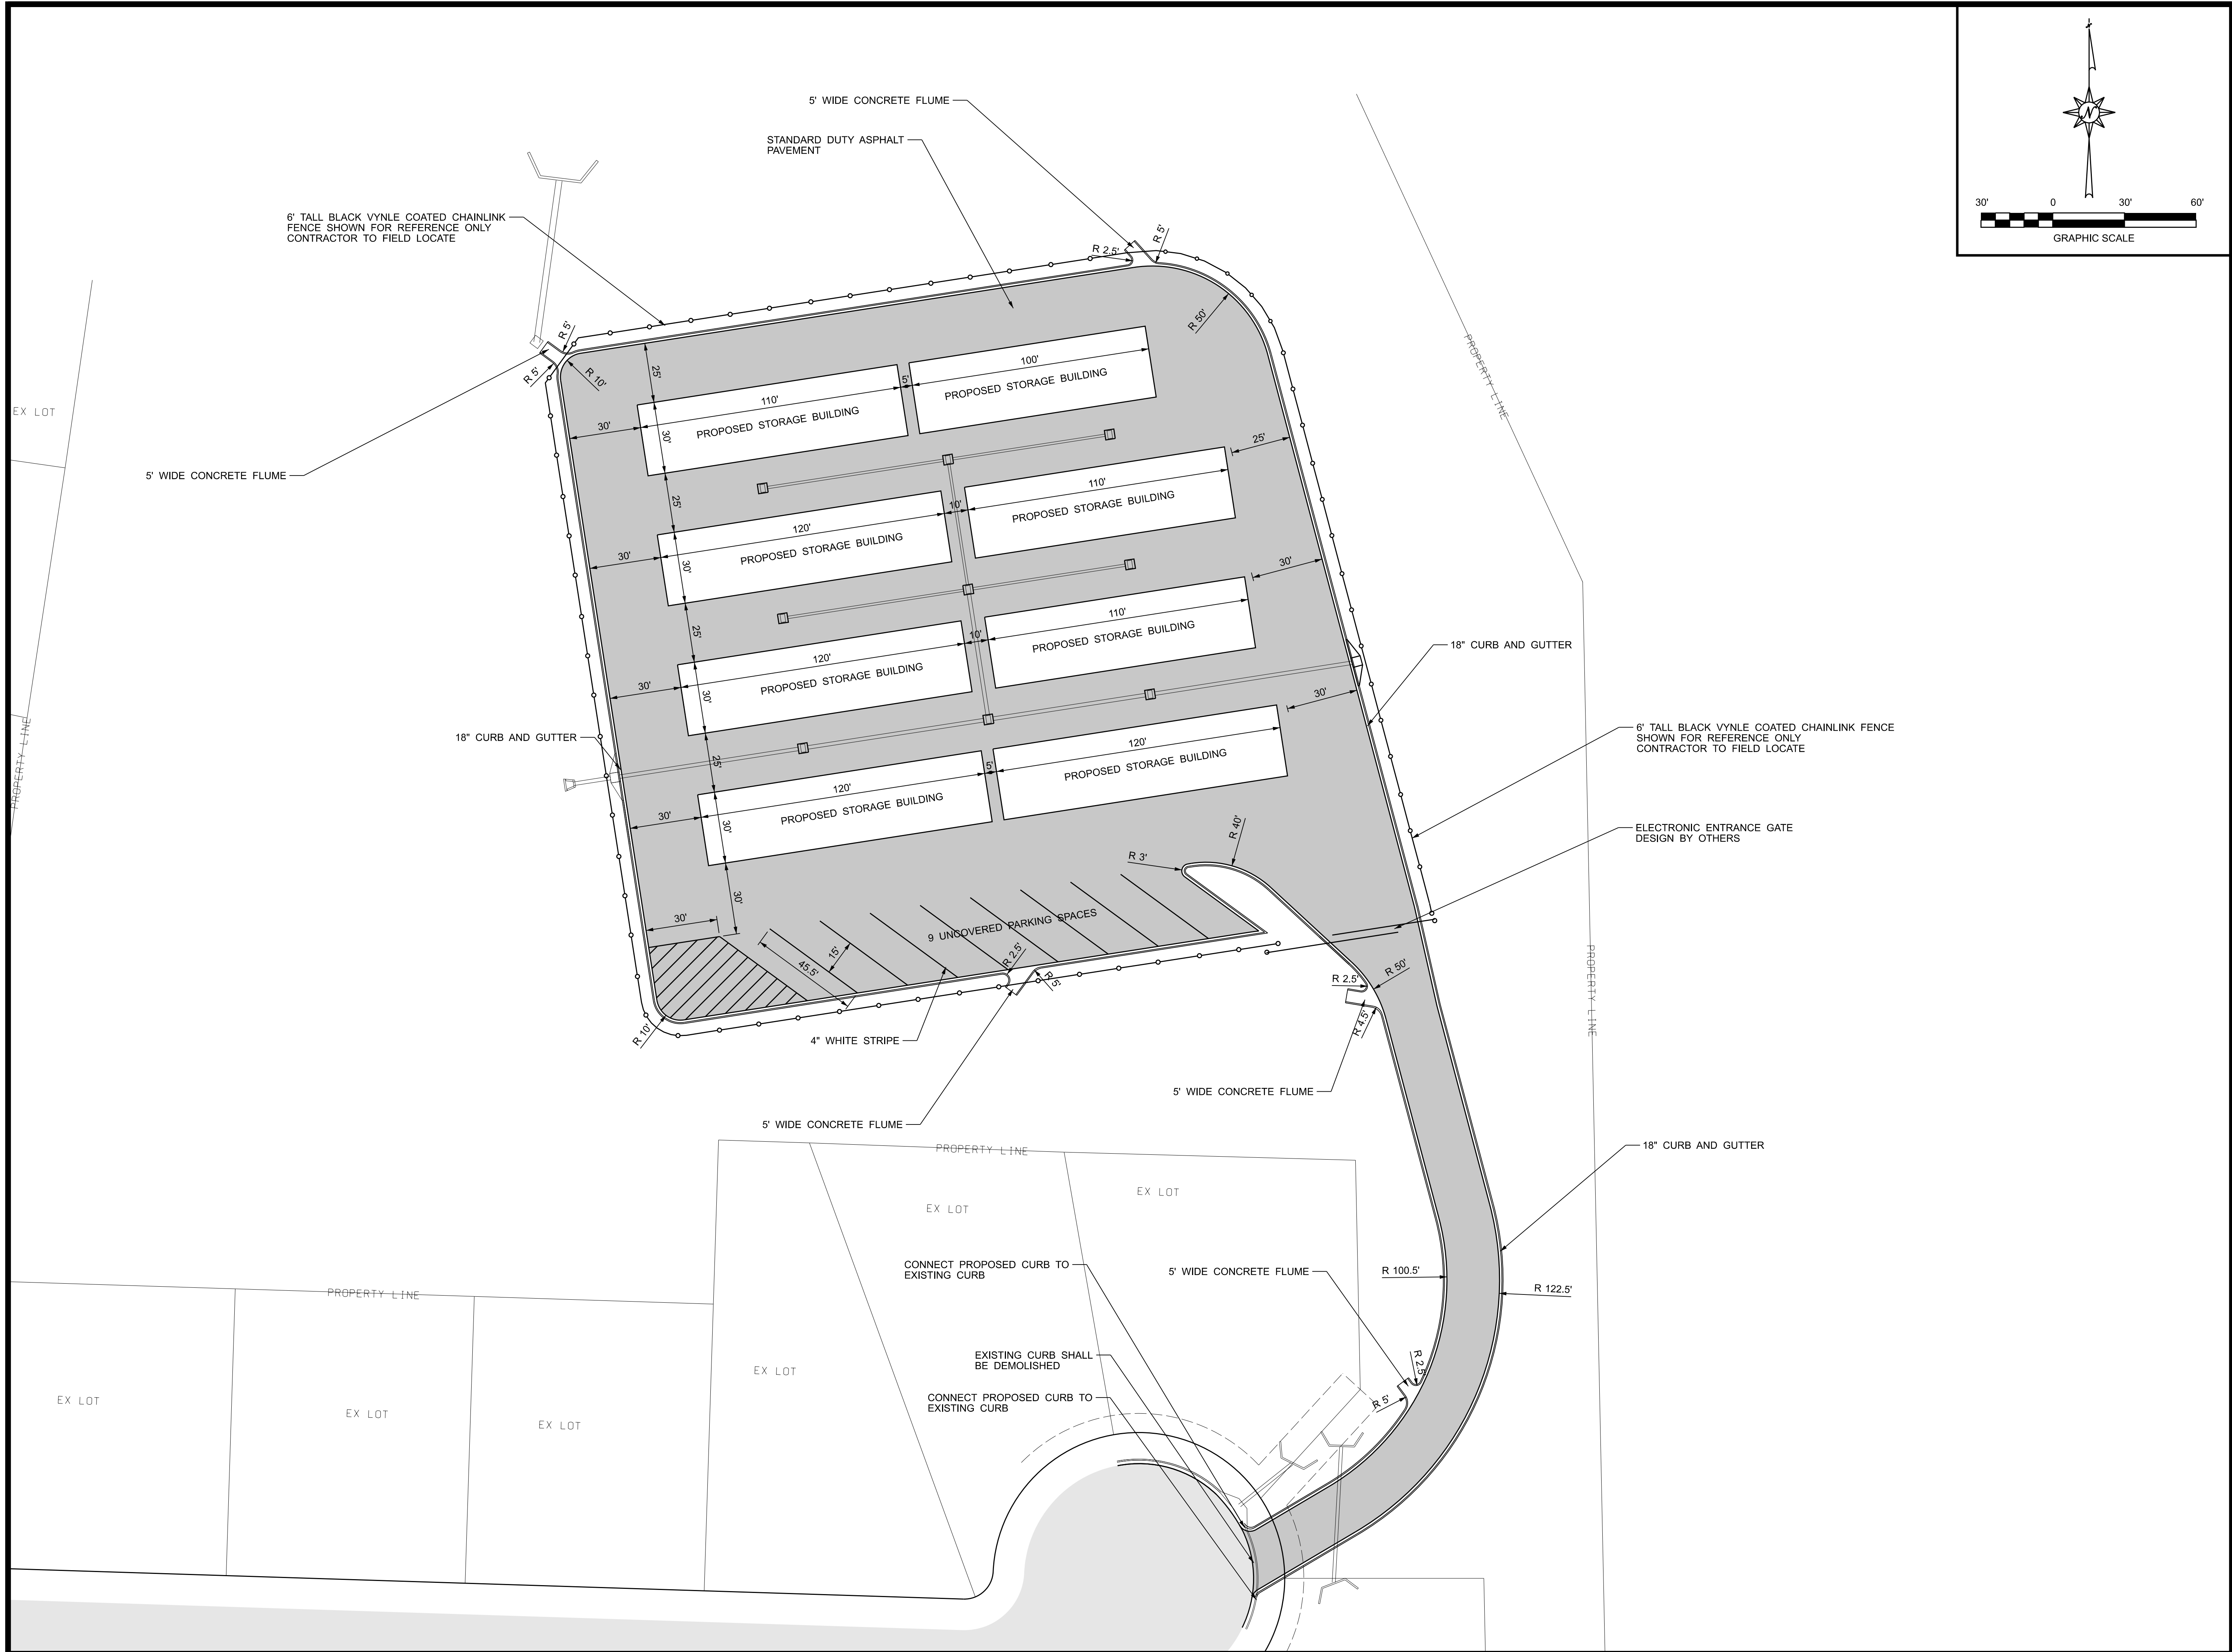 30'
0
30'
60'
GRAPHIC SCALE
N
5' WIDE CONCRETE FLUME
STANDARD DUTY ASPHALT
PAVEMENT
6' TALL BLACK VYNLE COATED CHAINLINK
FENCE SHOWN FOR REFERENCE ONLY
CONTRACTOR TO FIELD LOCATE
R 2.5'
R 5'
R 50'
R 5'
R 5'
R 10'
25'
PROPERTY LINE
EX LOT
5' WIDE CONCRETE FLUME
110'
5'
100'
30'
30'
PROPOSED STORAGE BUILDING
PROPOSED STORAGE BUILDING
25'
25'
120'
10'
110'
30'
30'
PROPOSED STORAGE BUILDING
PROPOSED STORAGE BUILDING
30'
25'
120'
10'
110'
30'
30'
PROPOSED STORAGE BUILDING
PROPOSED STORAGE BUILDING
18" CURB AND GUTTER
30'
PROPERTY LINE
18" CURB AND GUTTER
25'
120'
5'
120'
30'
30'
PROPOSED STORAGE BUILDING
PROPOSED STORAGE BUILDING
6' TALL BLACK VYNLE COATED CHAINLINK FENCE
SHOWN FOR REFERENCE ONLY
CONTRACTOR TO FIELD LOCATE
ELECTRONIC ENTRANCE GATE
DESIGN BY OTHERS
R 3'
R 40'
30'
30'
9 UNCOVERED PARKING SPACES
45.5'
15'
R 2.5'
R 5'
R 10'
4" WHITE STRIPE
R 2.5'
R 50'
R 4.5'
PROPERTY LINE
5' WIDE CONCRETE FLUME
5' WIDE CONCRETE FLUME
18" CURB AND GUTTER
PROPERTY LINE
EX LOT
EX LOT
CONNECT PROPOSED CURB TO
EXISTING CURB
5' WIDE CONCRETE FLUME
R 100.5'
R 122.5'
PROPERTY LINE
EXISTING CURB SHALL
BE DEMOLISHED
R 2.5'
R 5'
CONNECT PROPOSED CURB TO
EXISTING CURB
EX LOT
EX LOT
EX LOT
EX LOT